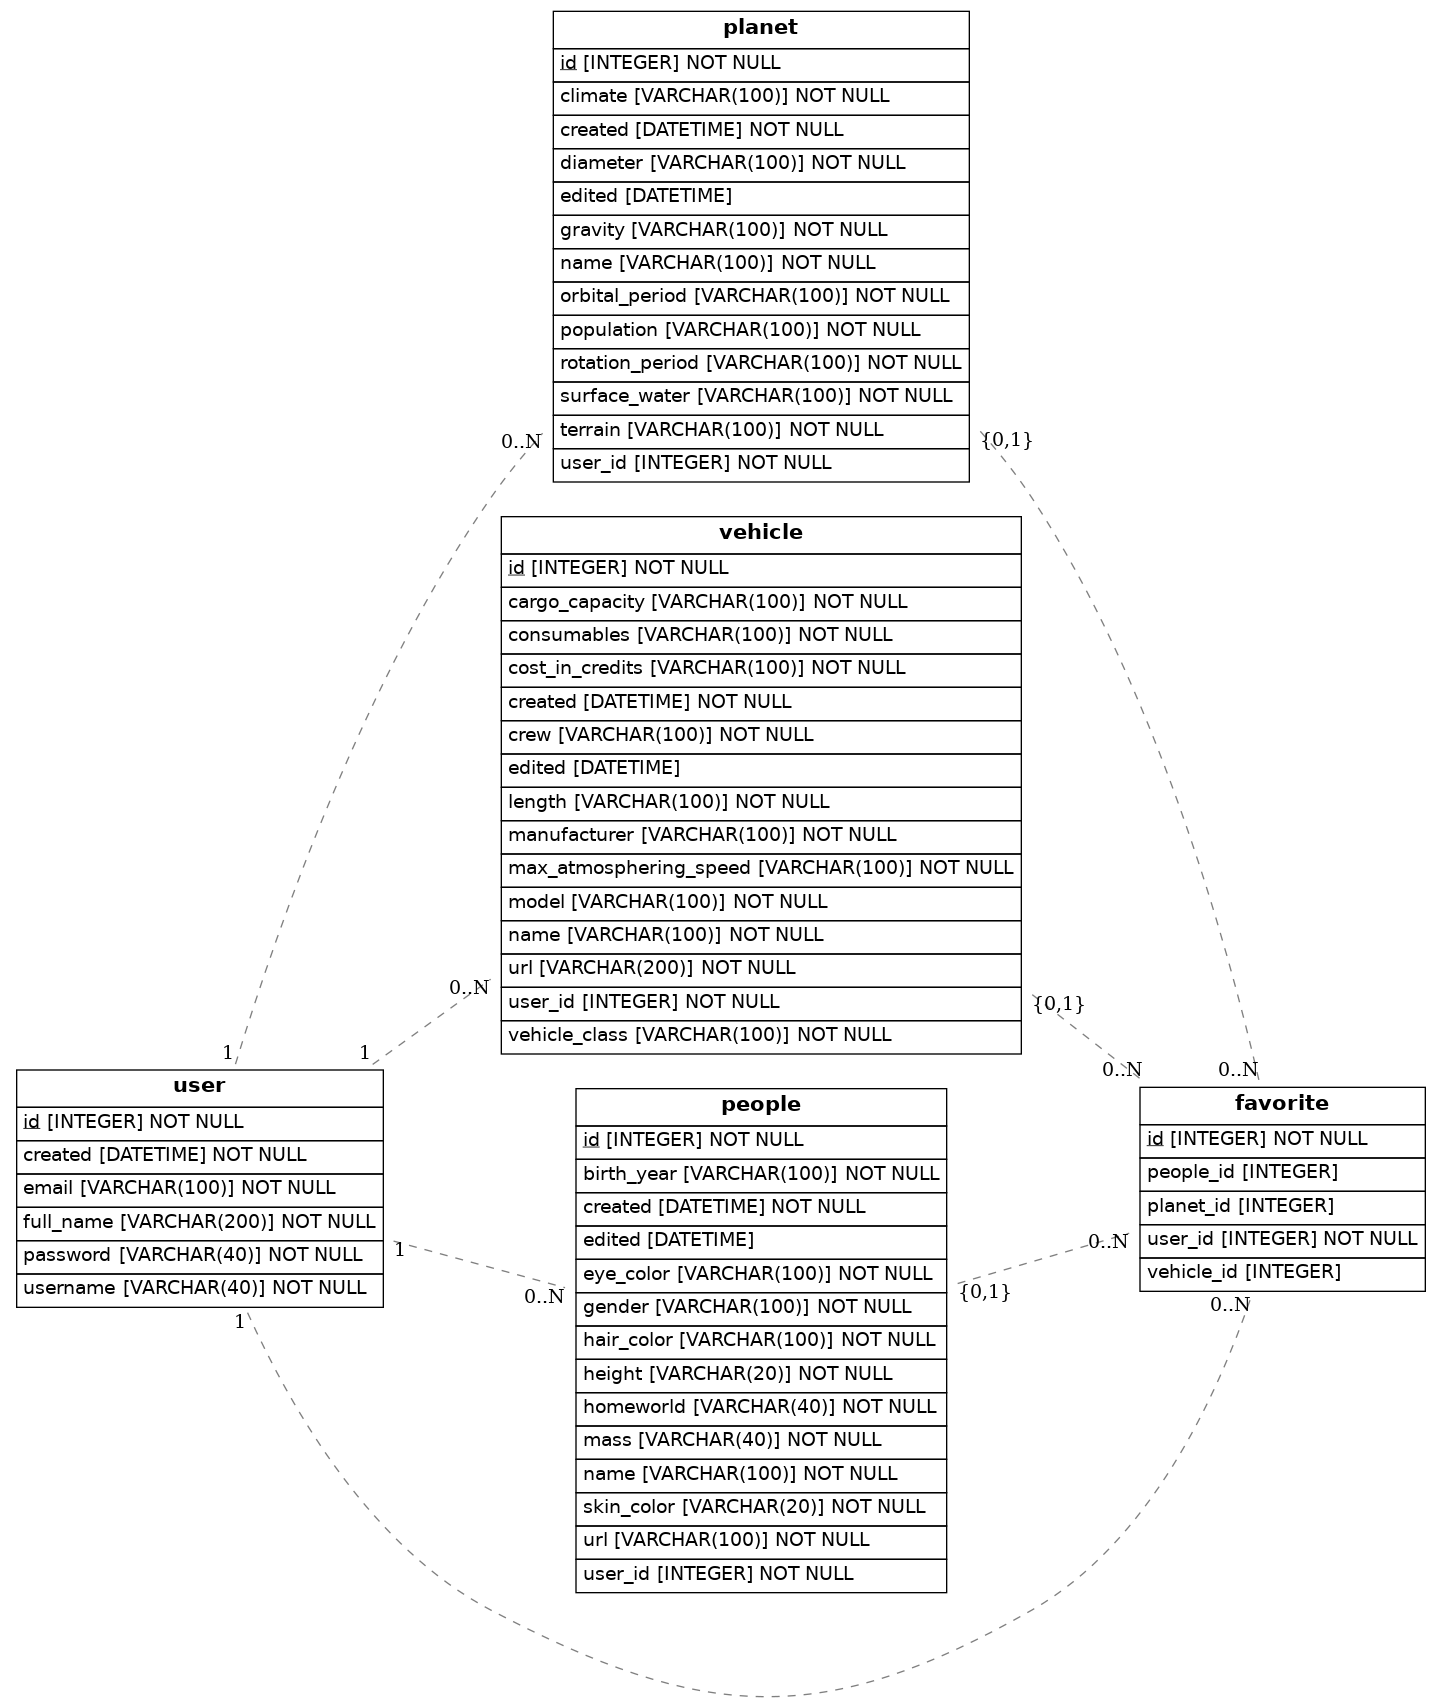 planet
id [INTEGER] NOT NULL
climate [VARCHAR(100)] NOT NULL
created [DATETIME] NOT NULL
diameter [VARCHAR(100)] NOT NULL
edited [DATETIME]
gravity [VARCHAR(100)] NOT NULL
name [VARCHAR(100)] NOT NULL
orbital_period [VARCHAR(100)] NOT NULL
population [VARCHAR(100)] NOT NULL
rotation_period [VARCHAR(100)] NOT NULL
surface_water [VARCHAR(100)] NOT NULL
terrain [VARCHAR(100)] NOT NULL
user_id [INTEGER] NOT NULL
0..N
{0,1}
vehicle
id [INTEGER] NOT NULL
cargo_capacity [VARCHAR(100)] NOT NULL
consumables [VARCHAR(100)] NOT NULL
cost_in_credits [VARCHAR(100)] NOT NULL
created [DATETIME] NOT NULL
crew [VARCHAR(100)] NOT NULL
edited [DATETIME]
length [VARCHAR(100)] NOT NULL
manufacturer [VARCHAR(100)] NOT NULL
max_atmosphering_speed [VARCHAR(100)] NOT NULL
model [VARCHAR(100)] NOT NULL
name [VARCHAR(100)] NOT NULL
url [VARCHAR(200)] NOT NULL
user_id [INTEGER] NOT NULL
vehicle_class [VARCHAR(100)] NOT NULL
0..N
{0,1}
1
1
0..N
0..N
user
id [INTEGER] NOT NULL
created [DATETIME] NOT NULL
email [VARCHAR(100)] NOT NULL
full_name [VARCHAR(200)] NOT NULL
password [VARCHAR(40)] NOT NULL
username [VARCHAR(40)] NOT NULL
1
1
0..N
people
id [INTEGER] NOT NULL
birth_year [VARCHAR(100)] NOT NULL
created [DATETIME] NOT NULL
edited [DATETIME]
eye_color [VARCHAR(100)] NOT NULL
gender [VARCHAR(100)] NOT NULL
hair_color [VARCHAR(100)] NOT NULL
height [VARCHAR(20)] NOT NULL
homeworld [VARCHAR(40)] NOT NULL
mass [VARCHAR(40)] NOT NULL
name [VARCHAR(100)] NOT NULL
skin_color [VARCHAR(20)] NOT NULL
url [VARCHAR(100)] NOT NULL
user_id [INTEGER] NOT NULL
{0,1}
0..N
favorite
id [INTEGER] NOT NULL
people_id [INTEGER]
planet_id [INTEGER]
user_id [INTEGER] NOT NULL
vehicle_id [INTEGER]
0..N